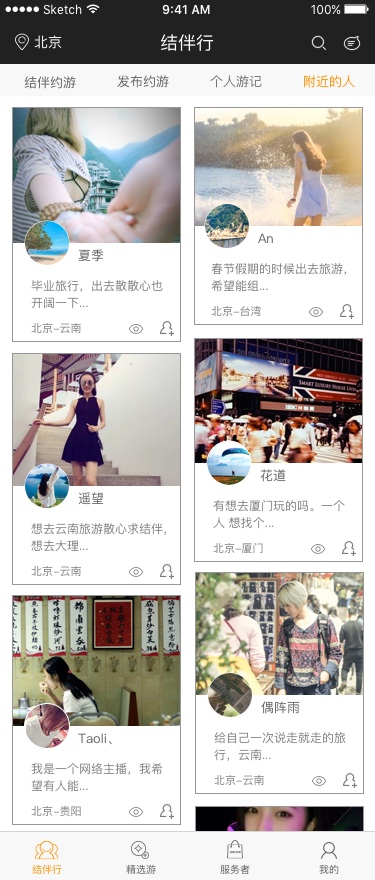 Sketch
9:41 AM
100%
北京
结伴行
结伴约游
发布约游
个人游记
附近的人
夏季
毕业旅行，出去散散心也
开阔一下...
北京-云南
An
春节假期的时候出去旅游，
希望能组...
北京-台湾
遥望
想去云南旅游散心求结伴，
想去大理...
北京-云南
SMART LUXURY HOUSE LIVING
花道
有想去厦门玩的吗。一个
人 想找个...
北京-厦门
Taoli、
我是一个网络主播，我希
望有人能...
北京-贵阳
偶阵雨
给自己一次说走就走的旅
行，云南...
北京-云南
结伴行
精选游
服务者
我的